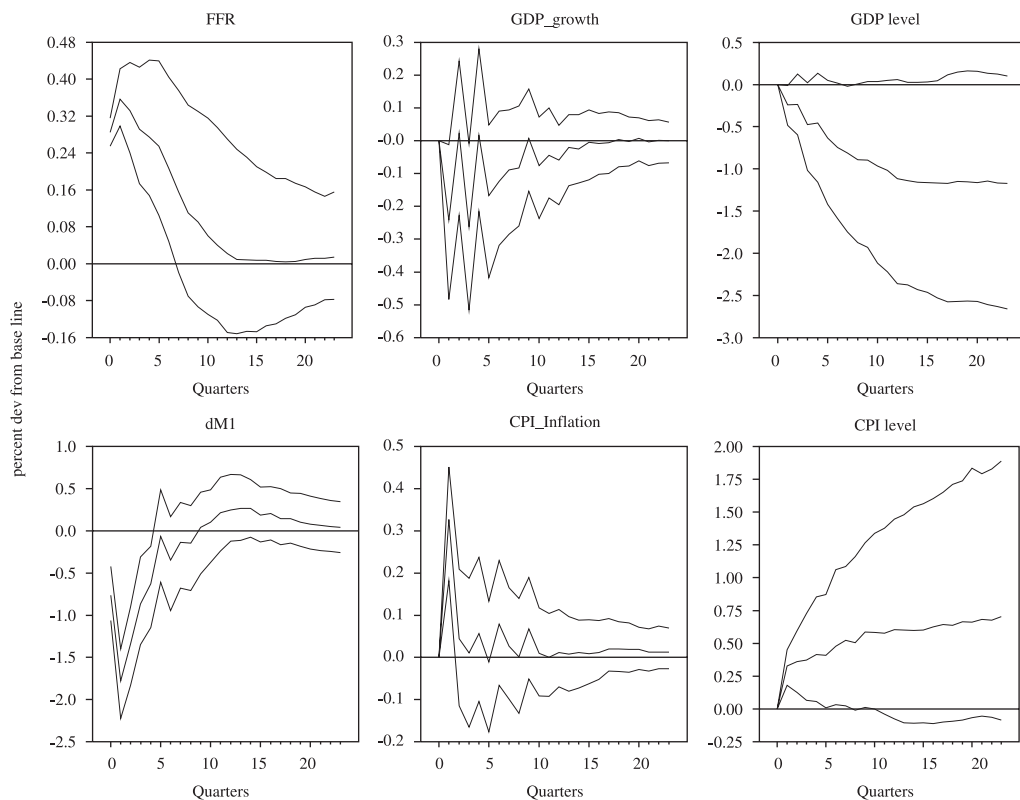 FFR
0.48
0.40
0.32
0.24
0.16
0.08
0.00
-0.08
-0.16
0 5 10 15 20
Quarters
GDP_growth
0.3
0.2
0.1
-0.0
-0.1
-0.2
-0.3
-0.4
-0.5
-0.6
0 5 10 15 20
Quarters
GDP level
0.5
0.0
-0.5
-1.0
-1.5
-2.0
-2.5
-3.0
0 5 10 15 20
Quarters
percent dev from base line
dM1
1.0
0.5
0.0
-0.5
-1.0
-1.5
-2.0
-2.5
0 5 10 15 20
Quarters
CPI_Inflation
0.5
0.4
0.3
0.2
0.1
0.0
-0.1
-0.2
0 5 10 15 20
Quarters
CPI level
2.00
1.75
1.50
1.25
1.00
0.75
0.50
0.25
0.00
-0.25
0 5 10 15 20
Quarters